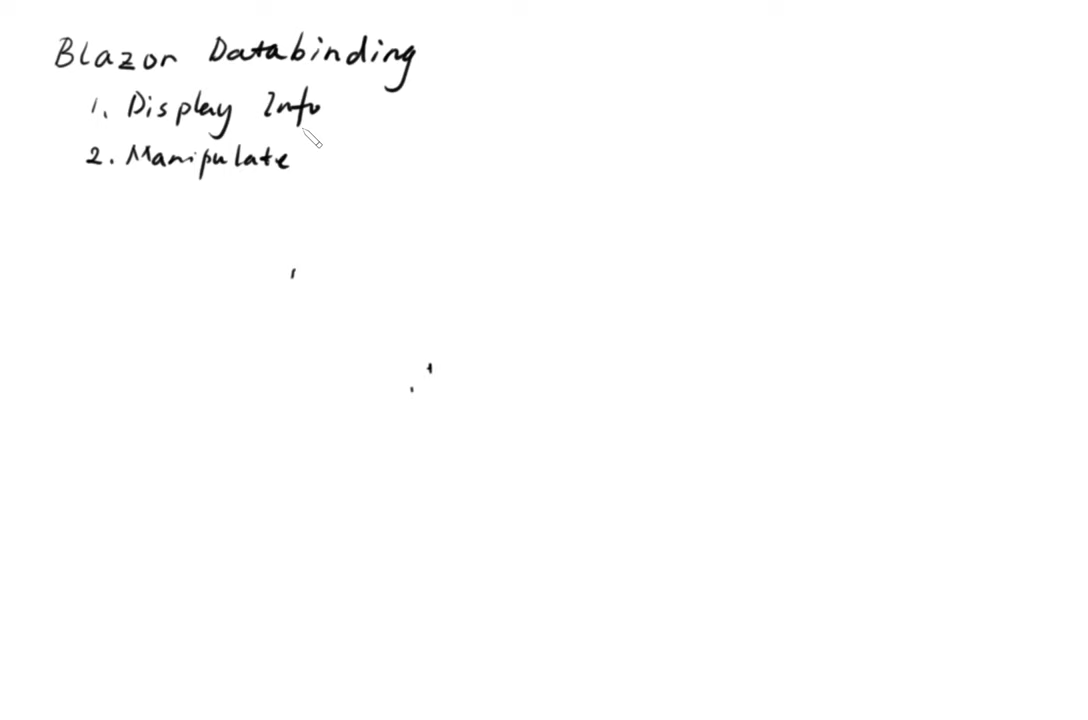 Blazor Databinding
1. Display Info
2. Manipulate